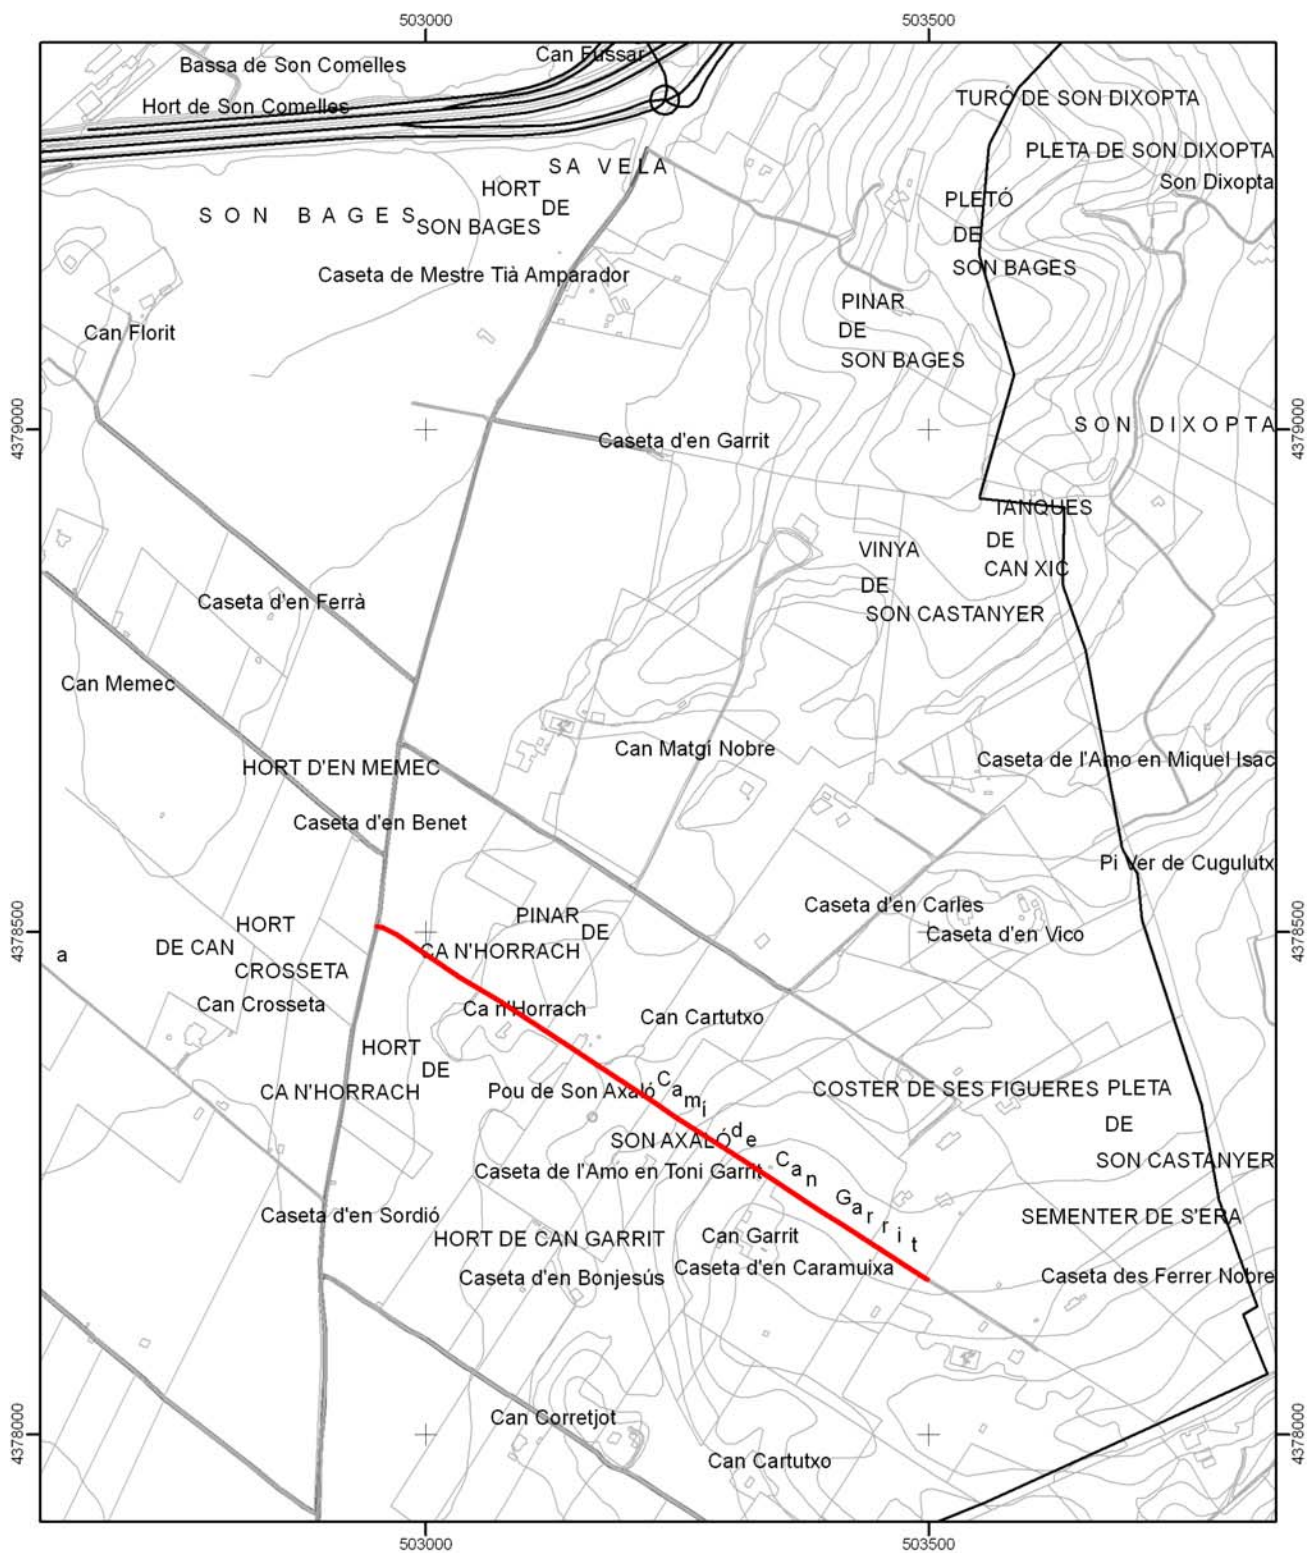 503000
503500
Can Fussar
Bassa de Son Comelles
Hort de Son Comelles
TURÓ DE SON DIXOPTA
PLETA DE SON DIXOPTA
Son Dixopta
SA VELA
HORT
DE
SON BAGES
SON BAGES
PLETÓ
DE
SON BAGES
Caseta de Mestre Tià Amparador
PINAR
DE
SON BAGES
Can Florit
4379000
4379000
SON DIXOPTA
Caseta d'en Garrit
TANQUES
DE
CAN XIC
VINYA
DE
SON CASTANYER
Caseta d'en Ferrà
Can Memec
Can Matgí Nobre
Caseta de l'Amo en Miquel Isac
HORT D'EN MEMEC
Caseta d'en Benet
Pi Ver de Cugulutx
Caseta d'en Carles
Caseta d'en Vico
4378500
4378500
HORT
DE CAN
CROSSETA
a
PINAR
DE
CA N'HORRACH
Can Crosseta
Ca n'Horrach
Can Cartutxo
HORT
DE
CA N'HORRACH
Pou de Son Axaló
Camí de Can Garrit
COSTER DE SES FIGUERES
PLETA
DE
SON CASTANYER
SON AXALÓ
Caseta de l'Amo en Toni Garrit
Caseta d'en Sordió
SEMENTER DE S'ERA
HORT DE CAN GARRIT
Can Garrit
Caseta d'en Caramuixa
Caseta d'en Bonjesús
Caseta des Ferrer Nobre
Can Corretjot
4378000
4378000
Can Cartutxo
503000
503500